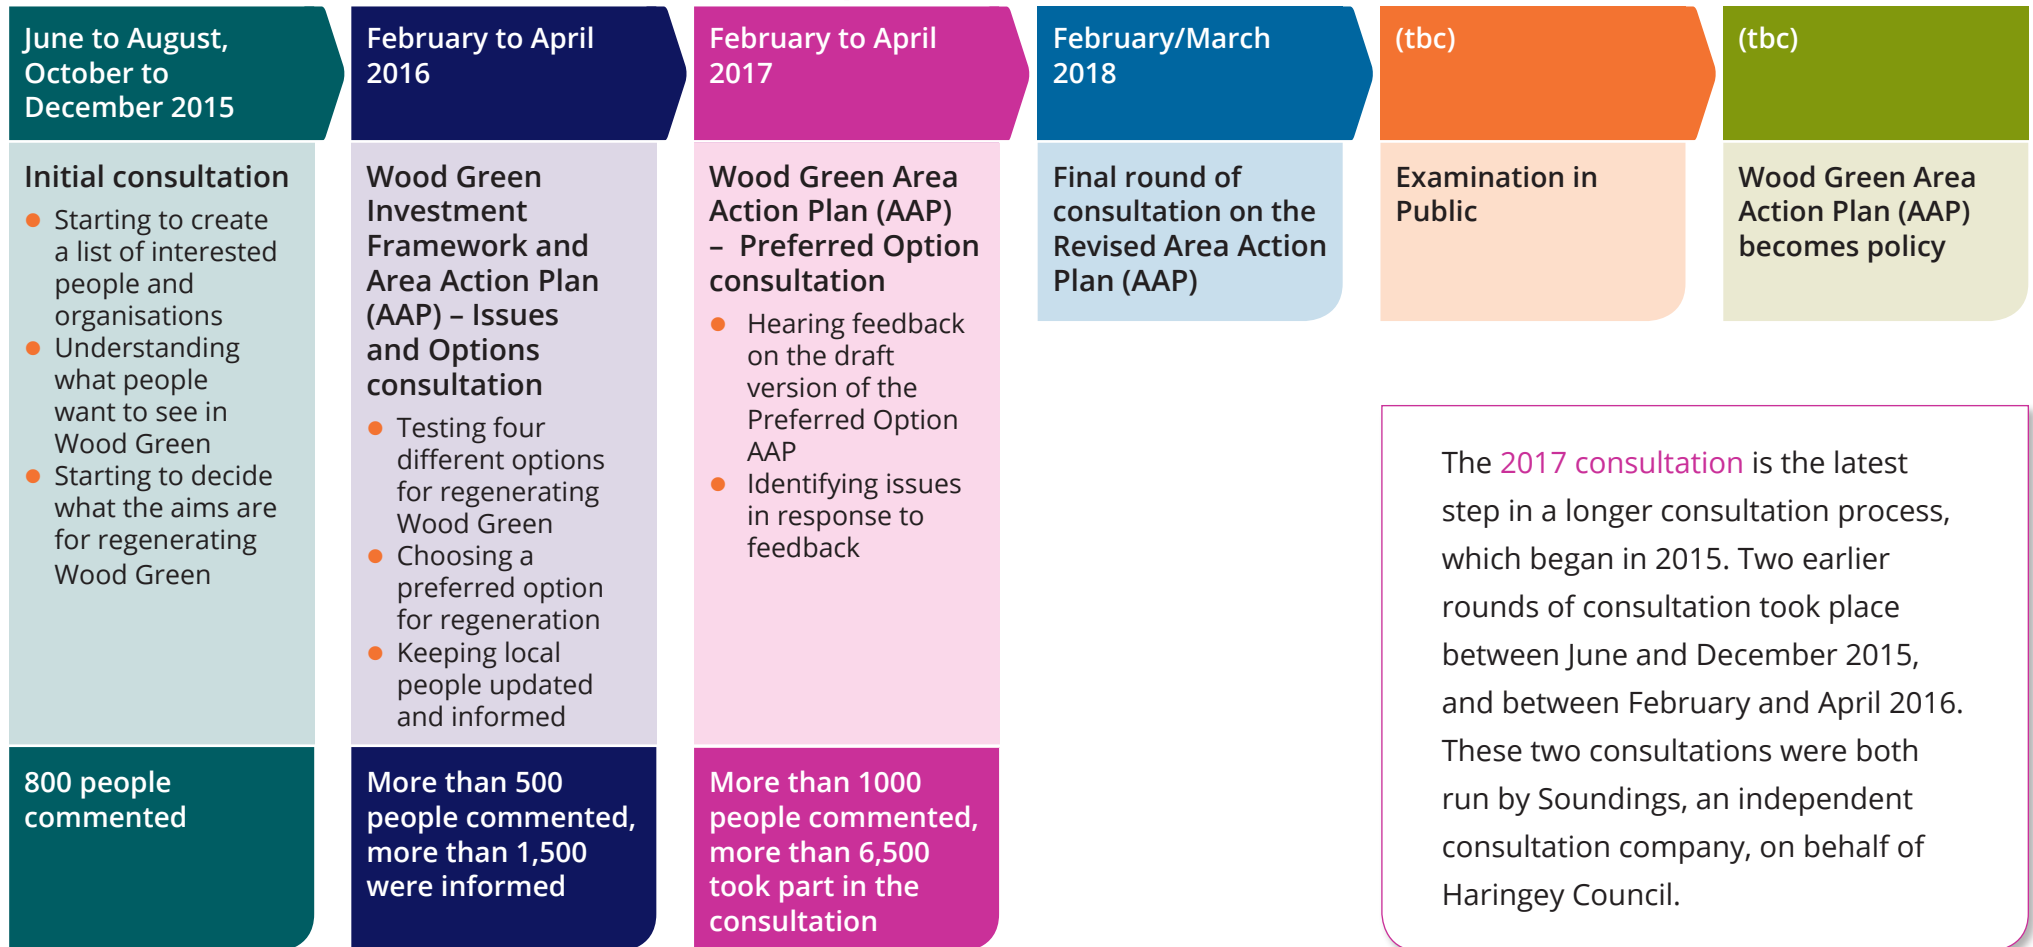 June to August,
October to
December 2015
Initial consultation
● Starting to create
a list of interested
people and
organisations
● Understanding
what people
want to see in
Wood Green
● Starting to decide
what the aims are
for regenerating
Wood Green
800 people
commented
February to April
2016
Wood Green
Investment
Framework and
Area Action Plan
(AAP) – Issues
and Options
consultation
● Testing four
different options
for regenerating
Wood Green
● Choosing a
preferred option
for regeneration
● Keeping local
people updated
and informed
More than 500
people commented,
more than 1,500
were informed
February to April
2017
Wood Green Area
Action Plan (AAP)
– Preferred Option
consultation
● Hearing feedback
on the draft
version of the
Preferred Option
AAP
● Identifying issues
in response to
feedback
More than 1000
people commented,
more than 6,500
took part in the
consultation
February/March
2018
Final round of
consultation on the
Revised Area Action
Plan (AAP)
(tbc)
Examination in
Public
(tbc)
Wood Green Area
Action Plan (AAP)
becomes policy
The 2017 consultation is the latest
step in a longer consultation process,
which began in 2015. Two earlier
rounds of consultation took place
between June and December 2015,
and between February and April 2016.
These two consultations were both
run by Soundings, an independent
consultation company, on behalf of
Haringey Council.